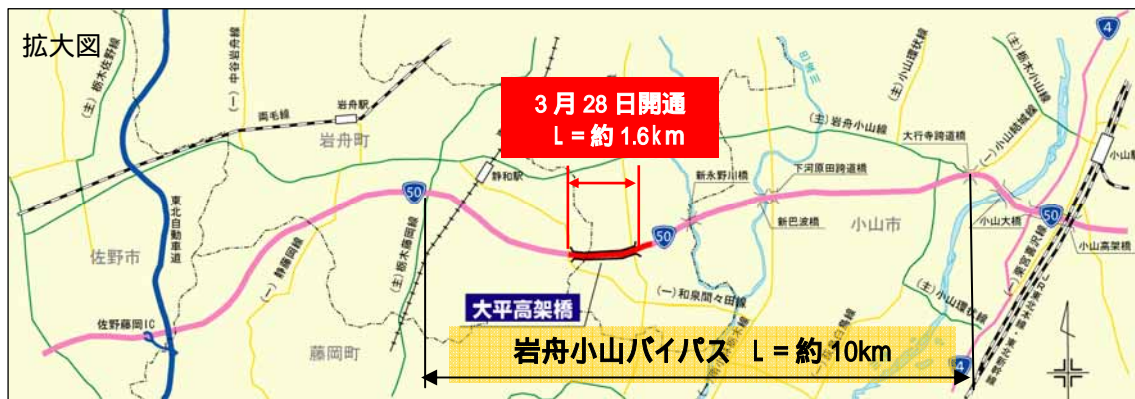 拡大図
(主)栃木佐野線
(一)中谷岩舟線
両毛線
岩舟駅
岩舟町
3月28日開通
L=約1.6km
静和駅
(主)岩舟小山線
(主)小山環状線
(主)栃木小山線
4
大行寺跨道橋
(一)小山結城線
小山駅
新永野川橋
下河原田跨道橋
新巴波橋
小山市
小山大橋
50
小山高架橋
50
50
東北自動車道
佐野市
(一)静藤岡線
(主)栃木藤岡線
佐野藤岡IC
藤岡町
大平高架橋
(一)和泉間々田線
(主)小山環状線
岩舟小山バイパス L=約10km
4